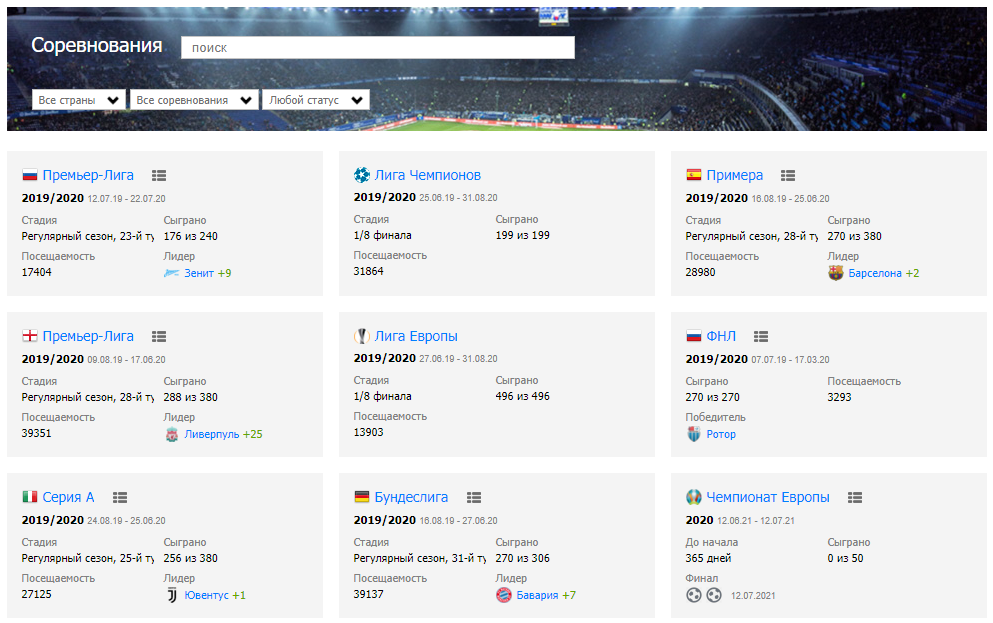 Соревнования
поиск
Все страны Все соревнования Любой статус
Премьер-Лига
2019/2020 12.07.19 - 22.07.20
Стадия Сыграно
Регулярный сезон, 23-й ту 176 из 240
Посещаемость Лидер
17404 Зенит +9
Лига Чемпионов
2019/2020 25.06.19 - 31.08.20
Стадия Сыграно
1/8 финала 199 из 199
Посещаемость
31864
Примера
2019/2020 16.08.19 - 25.06.20
Стадия Сыграно
Регулярный сезон, 28-й ту 270 из 380
Посещаемость Лидер
28980 Барселона +2
Премьер-Лига
2019/2020 09.08.19 - 17.06.20
Стадия Сыграно
Регулярный сезон, 28-й ту 288 из 380
Посещаемость Лидер
39351 Ливерпуль +25
Лига Европы
2019/2020 27.06.19 - 31.08.20
Стадия Сыграно
1/8 финала 496 из 496
Посещаемость
13903
ФНЛ
2019/2020 07.07.19 - 17.03.20
Сыграно Посещаемость
270 из 270 3293
Победитель
Ротор
Серия А
2019/2020 24.08.19 - 25.06.20
Стадия Сыграно
Регулярный сезон, 25-й ту 256 из 380
Посещаемость Лидер
27125 Ювентус +1
Бундеслига
2019/2020 16.08.19 - 27.06.20
Стадия Сыграно
Регулярный сезон, 31-й ту 270 из 306
Посещаемость Лидер
39137 Бавария +7
Чемпионат Европы
2020 12.06.21 - 12.07.21
До начала Сыграно
365 дней 0 из 50
Финал
12.07.2021